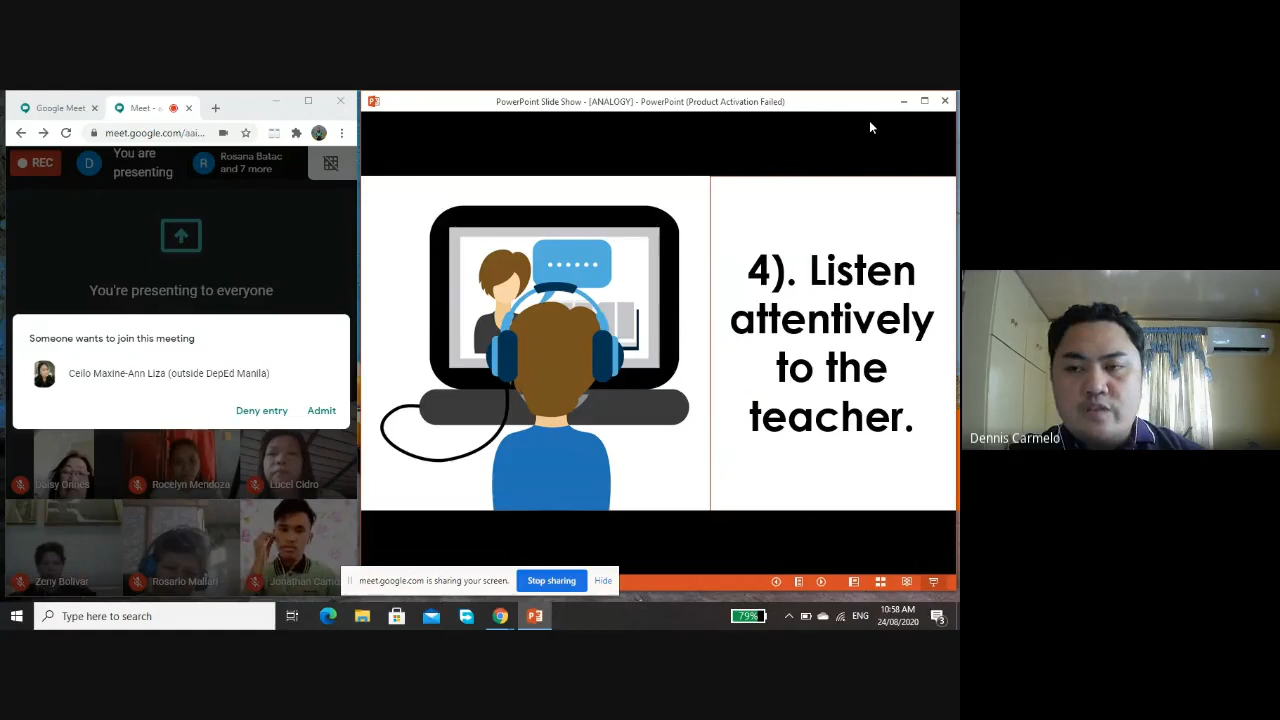 Google Meet
Meet -
PowerPoint Slide Show - [ANALOGY] - PowerPoint (Product Activation Failed)
meet.google.com/aai...
REC
D
You are presenting
R
Rosana Batac
and 7 more
You're presenting to everyone
Someone wants to join this meeting
Ceilo Maxine-Ann Liza (outside DepEd Manila)
Deny entry
Admit
Daisy
Rocelyn Mendoza
Lucel Cidro
Zeny Bolivar
Rosario Mallari
Jonathan
4). Listen
attentively
to the
teacher.
Dennis Carmelo
meet.google.com is sharing your screen.
Stop sharing
Hide
Type here to search
79%
ENG
10:58 AM
24/08/2020
3